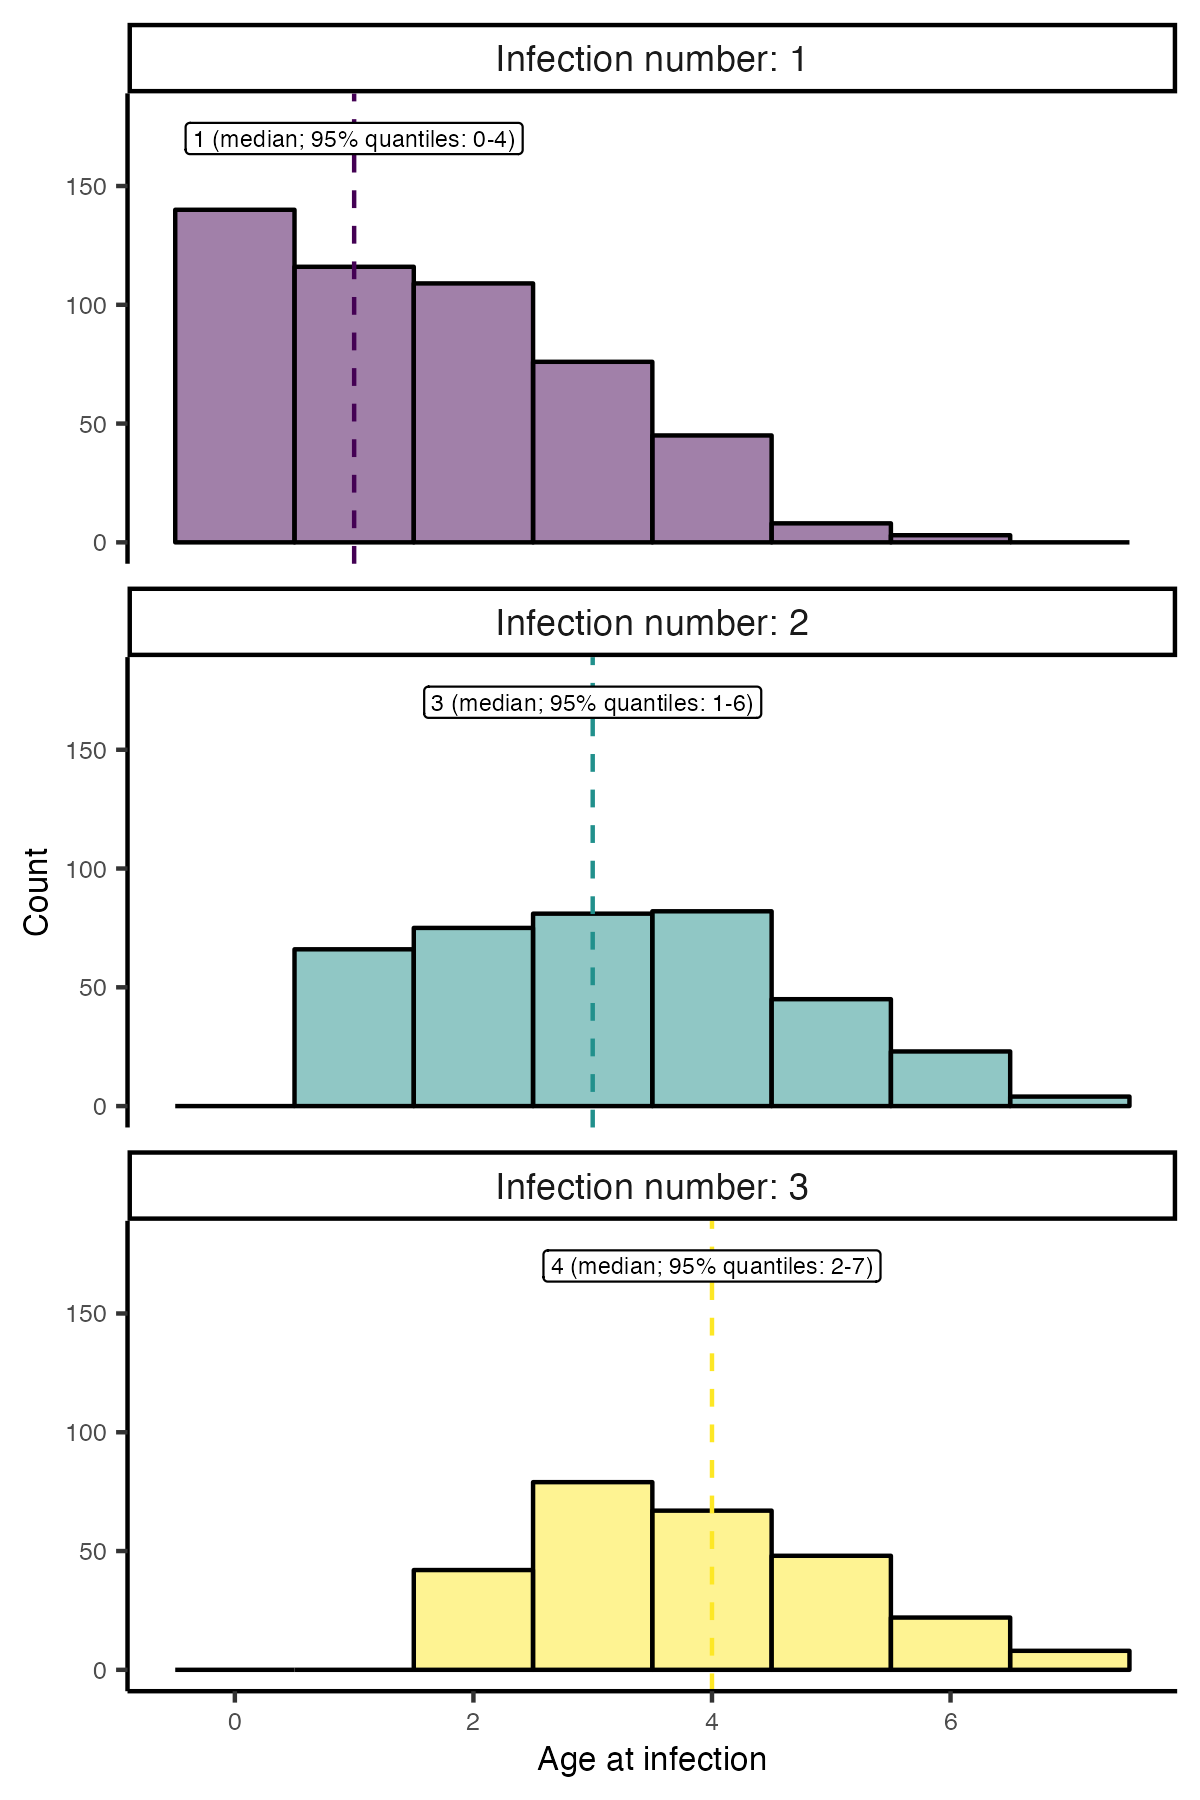 Infection number: 1
1 (median; 95% quantiles: 0-4)
150
100
50
0
Infection number: 2
3 (median; 95% quantiles: 1-6)
150
100
50
0
Count
Infection number: 3
4 (median; 95% quantiles: 2-7)
150
100
50
0
0 2 4 6
Age at infection